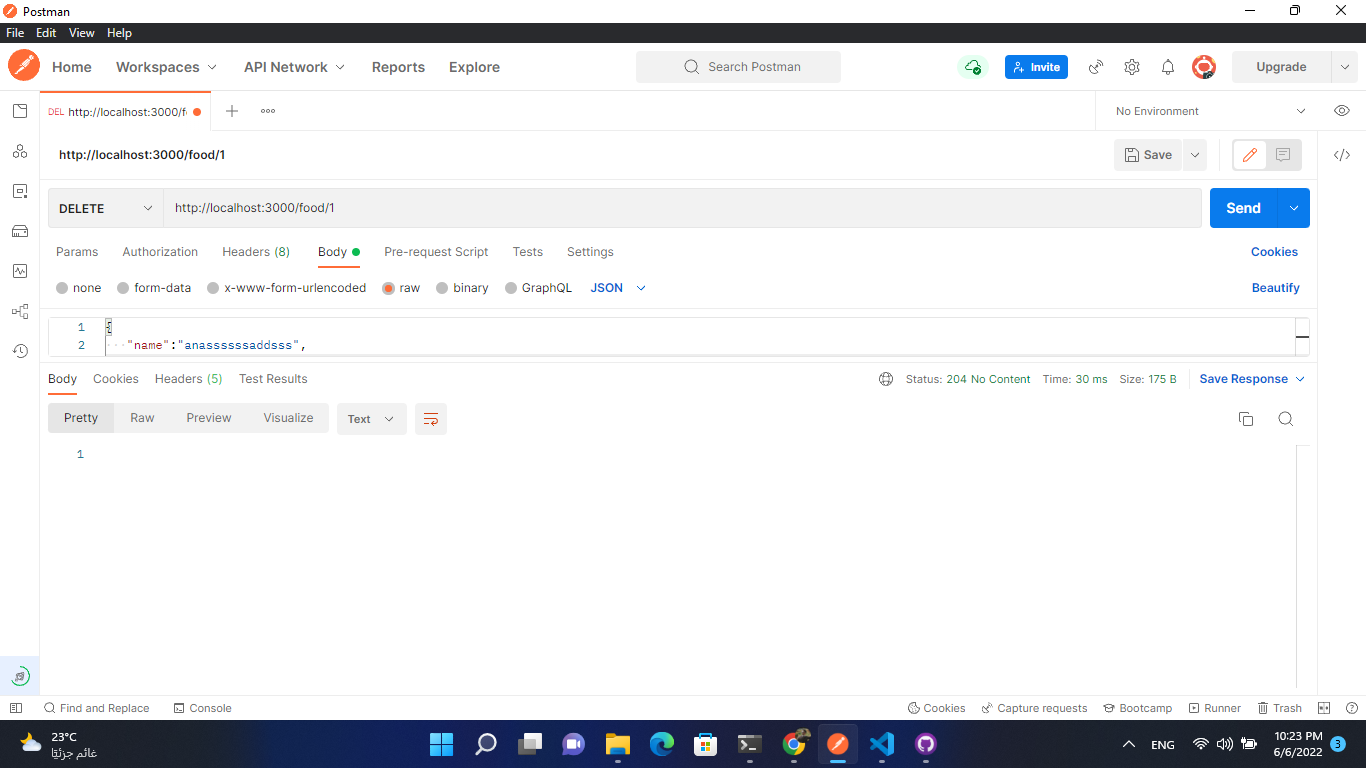 Postman
File Edit View Help
Home Workspaces API Network Reports Explore Search Postman Invite Upgrade
DEL http://localhost:3000/f No Environment
http://localhost:3000/food/1 Save
DELETE http://localhost:3000/food/1 Send
Params Authorization Headers (8) Body Pre-request Script Tests Settings Cookies
none form-data x-www-form-urlencoded raw binary GraphQL JSON Beautify
1 {
2 "name":"anassssssaddsss",
Body Cookies Headers (5) Test Results Status: 204 No Content Time: 30 ms Size: 175 B Save Response
Pretty Raw Preview Visualize Text
1
Find and Replace Console Cookies Capture requests Bootcamp Runner Trash
23°C
غائم جزئيًا
ENG
10:23 PM
6/6/2022
3